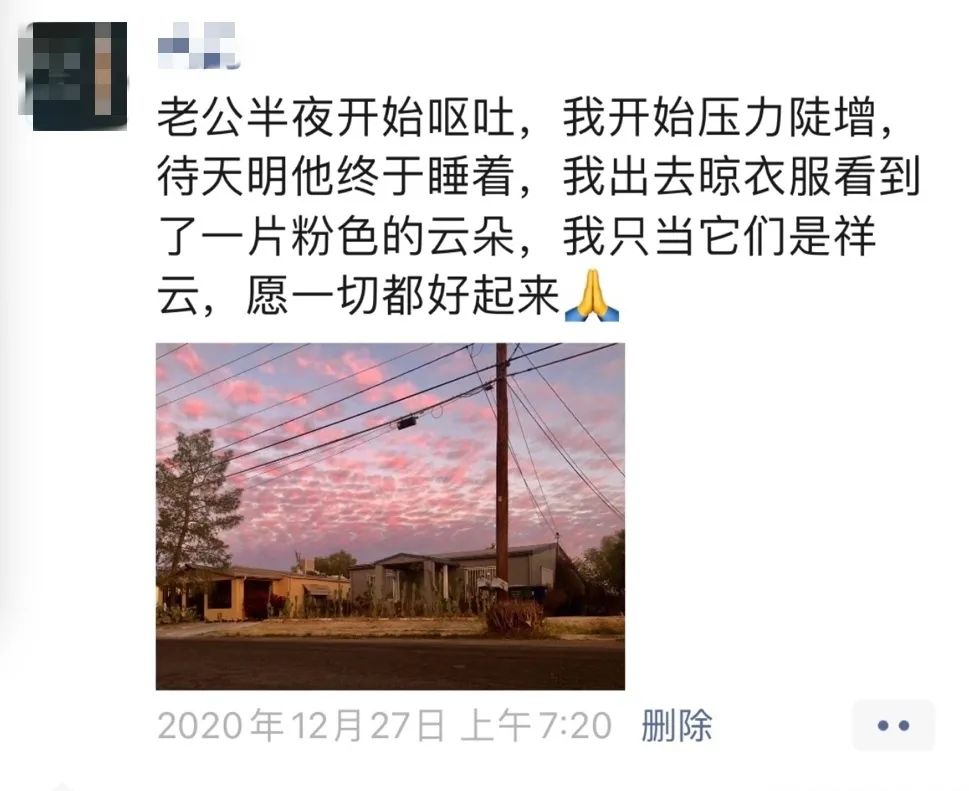 老公半夜开始呕吐，我开始压力陡增，
待天明他终于睡着，我出去晾衣服看到
了一片粉色的云朵，我只当它们是祥
云，愿一切都好起来🙏
2020年12月27日 上午7:20 删除